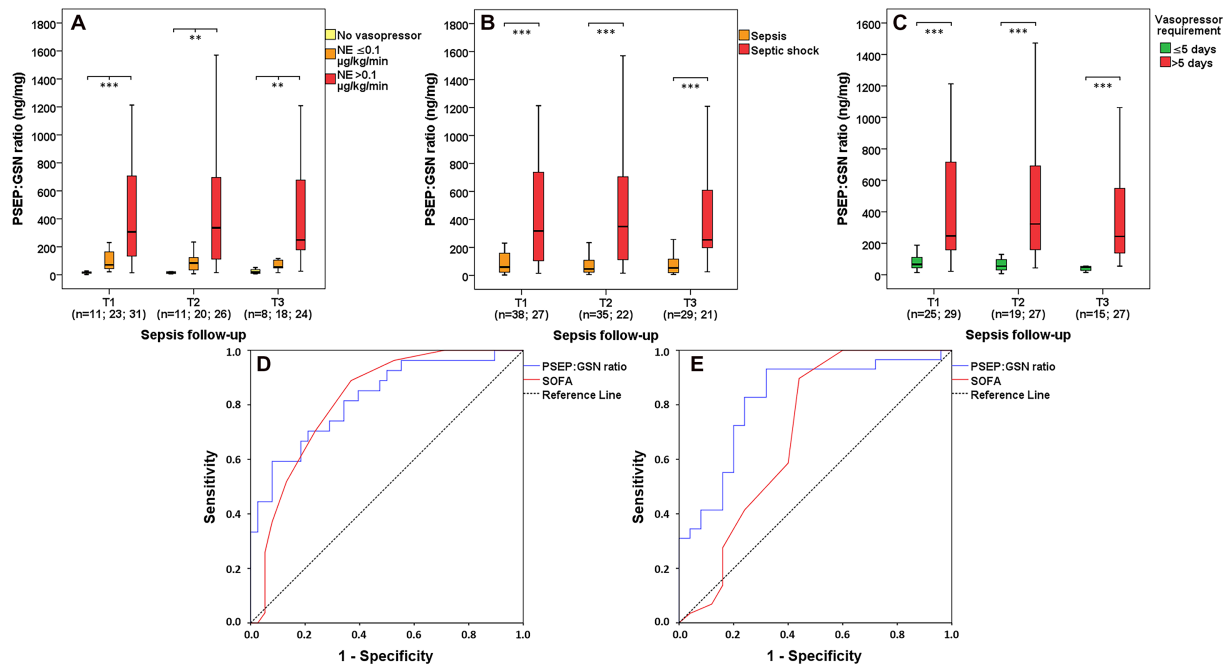 A
PSEP:GSN ratio (ng/mg)
1800
1600
1400
1200
1000
800
600
400
200
0
***
**
**
No vasopressor
NE ≤0.1
µg/kg/min
NE >0.1
µg/kg/min
T1
T2
T3
(n=11; 23; 31)
(n=11; 20; 26)
(n=8; 18; 24)
Sepsis follow-up
B
PSEP:GSN ratio (ng/mg)
1800
1600
1400
1200
1000
800
600
400
200
0
***
***
***
Sepsis
Septic shock
T1
T2
T3
(n=38; 27)
(n=35; 22)
(n=29; 21)
Sepsis follow-up
C
PSEP:GSN ratio (ng/mg)
1600
1400
1200
1000
800
600
400
200
0
***
***
***
Vasopressor
requirement
≤5 days
>5 days
T1
T2
T3
(n=25; 29)
(n=19; 27)
(n=15; 27)
Sepsis follow-up
D
Sensitivity
1.0
0.8
0.6
0.4
0.2
0.0
PSEP:GSN ratio
SOFA
Reference Line
0.0
0.2
0.4
0.6
0.8
1.0
1 - Specificity
E
Sensitivity
1.0
0.8
0.6
0.4
0.2
0.0
PSEP:GSN ratio
SOFA
Reference Line
0.0
0.2
0.4
0.6
0.8
1.0
1 - Specificity